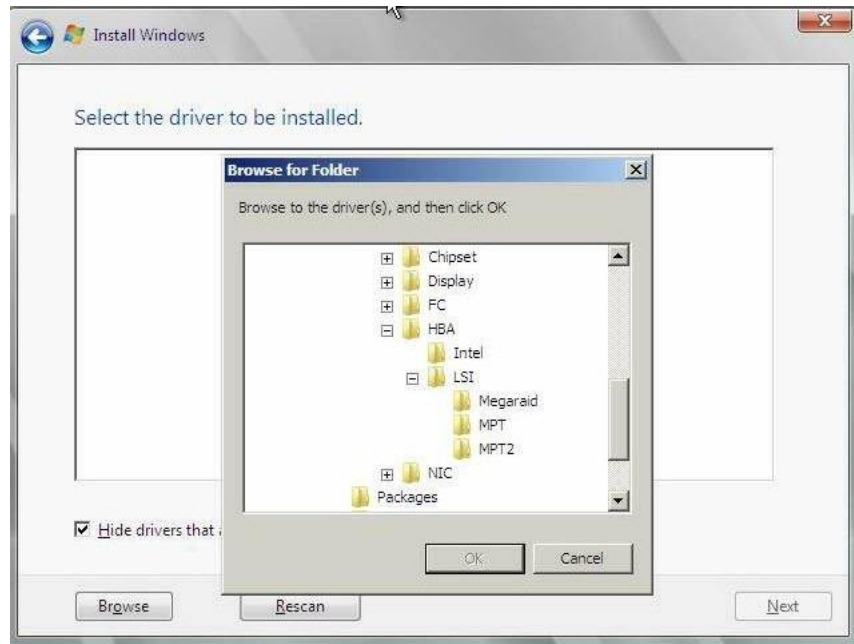 Install Windows
Select the driver to be installed.
Browse for Folder
Browse to the driver(s), and then click OK
Chipset
Display
FC
HBA
Intel
LSI
Megaraid
MPT
MPT2
NIC
Packages
Hide drivers that
OK Cancel
Browse Rescan Next